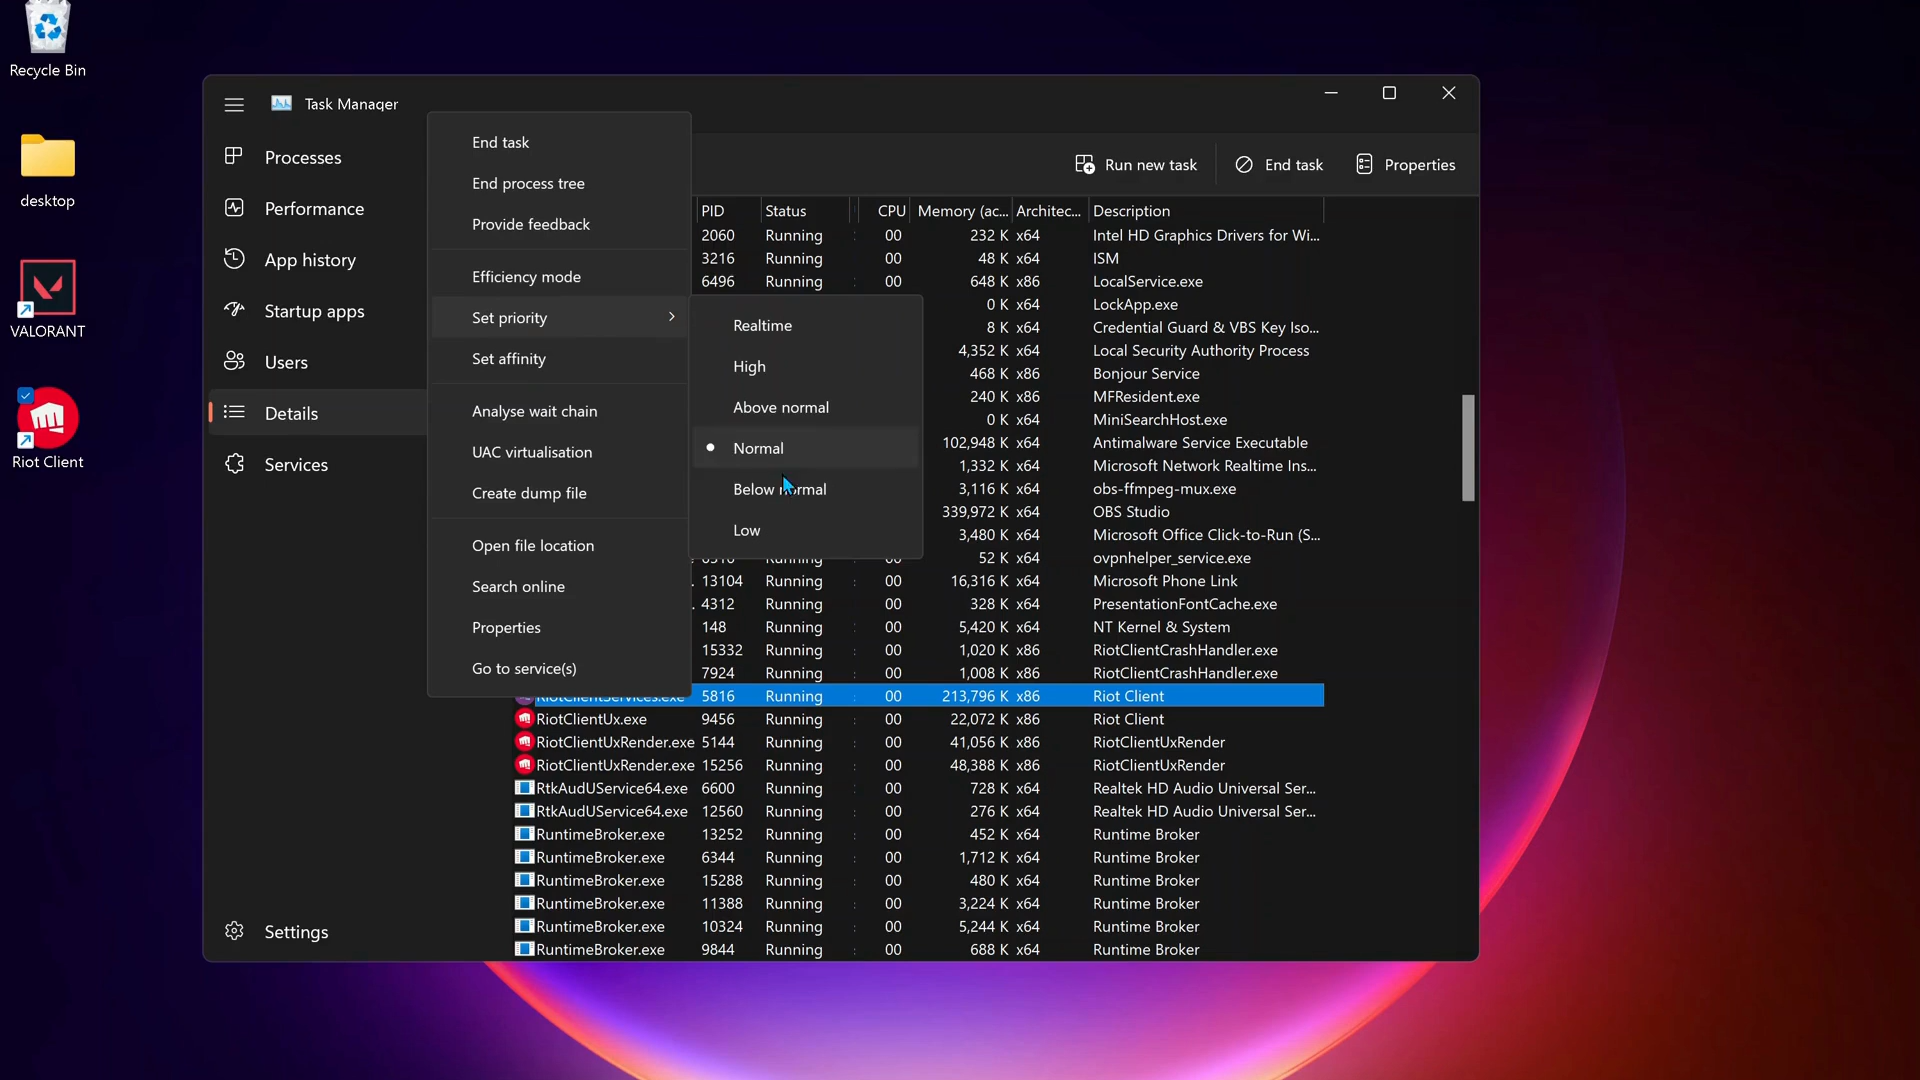 Recycle Bin
desktop
VALORANT
Riot Client
Task Manager
Processes
Performance
App history
Startup apps
Users
Details
Services
Settings
Run new task
End task
Properties
End task
End process tree
Provide feedback
Efficiency mode
Set priority
Set affinity
Analyse wait chain
UAC virtualisation
Create dump file
Open file location
Search online
Properties
Go to service(s)
Realtime
High
Above normal
Normal
Below normal
Low
PID Status CPU Memory (ac... Architec... Description
2060 Running 00 232 K x64 Intel HD Graphics Drivers for Wi...
3216 Running 00 48 K x64 ISM
6496 Running 00 648 K x86 LocalService.exe
0 K x64 LockApp.exe
8 K x64 Credential Guard & VBS Key Iso...
4,352 K x64 Local Security Authority Process
468 K x86 Bonjour Service
240 K x86 MFResident.exe
0 K x64 MiniSearchHost.exe
102,948 K x64 Antimalware Service Executable
1,332 K x64 Microsoft Network Realtime Ins...
3,116 K x64 obs-ffmpeg-mux.exe
339,972 K x64 OBS Studio
3,480 K x64 Microsoft Office Click-to-Run (S...
Running 00 52 K x64 ovpnhelper_service.exe
. 13104 Running : 00 16,316 K x64 Microsoft Phone Link
. 4312 Running : 00 328 K x64 PresentationFontCache.exe
148 Running : 00 5,420 K x64 NT Kernel & System
15332 Running : 00 1,020 K x64 RiotClientCrashHandler.exe
7924 Running : 00 1,008 K x86 RiotClientCrashHandler.exe
RiotClientServices.exe 5816 Running : 00 213,796 K x86 Riot Client
RiotClientUx.exe 9456 Running : 00 22,072 K x86 Riot Client
RiotClientUxRender.exe 5144 Running : 00 41,056 K x86 RiotClientUxRender
RiotClientUxRender.exe 15256 Running : 00 48,388 K x86 RiotClientUxRender
RtkAudUService64.exe 6600 Running : 00 728 K x64 Realtek HD Audio Universal Ser...
RtkAudUService64.exe 12560 Running : 00 276 K x64 Realtek HD Audio Universal Ser...
RuntimeBroker.exe 13252 Running : 00 452 K x64 Runtime Broker
RuntimeBroker.exe 6344 Running : 00 1,712 K x64 Runtime Broker
RuntimeBroker.exe 15288 Running : 00 480 K x64 Runtime Broker
RuntimeBroker.exe 11388 Running : 00 3,224 K x64 Runtime Broker
RuntimeBroker.exe 10324 Running : 00 5,244 K x64 Runtime Broker
RuntimeBroker.exe 9844 Running : 00 688 K x64 Runtime Broker